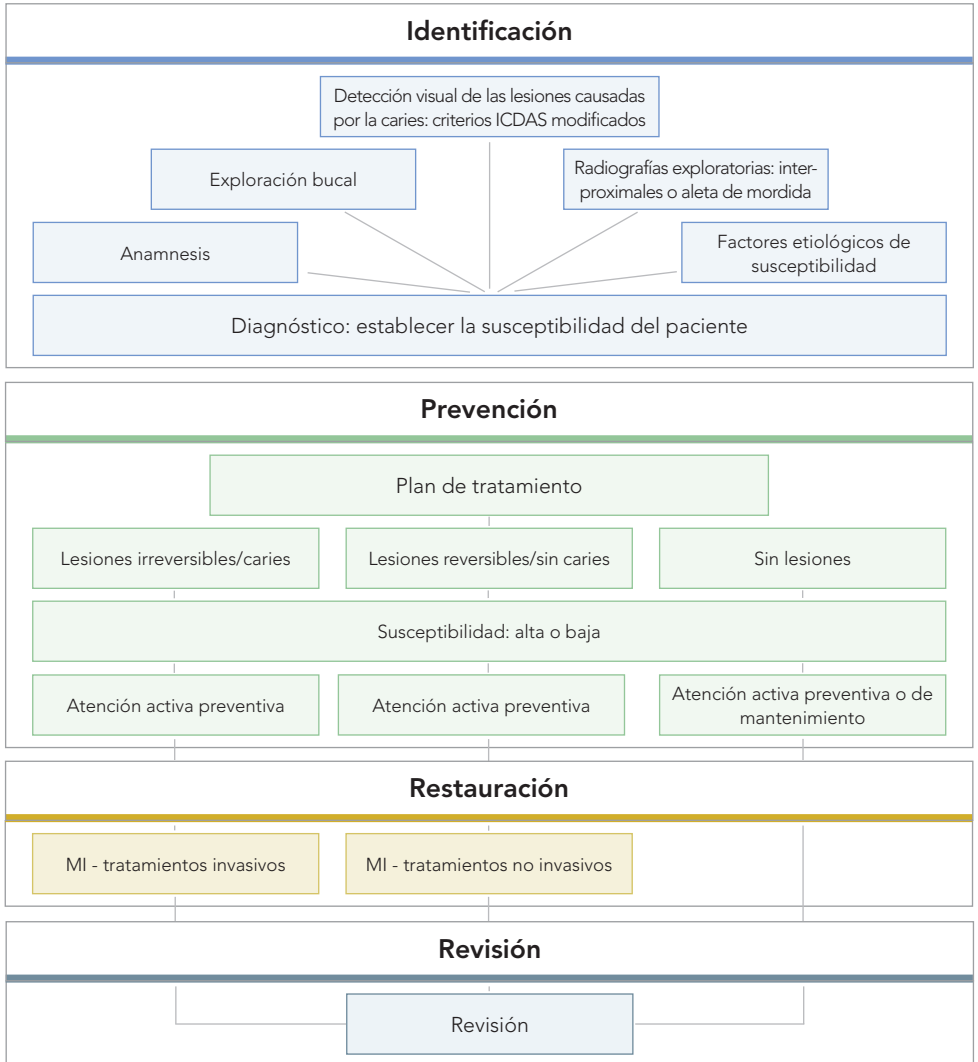 Identificación
Detección visual de las lesiones causadas
por la caries: criterios ICDAS modificados
Exploración bucal
Radiografías exploratorias: inter-
proximales o aleta de mordida
Anamnesis
Factores etiológicos de
susceptibilidad
Diagnóstico: establecer la susceptibilidad del paciente
Prevención
Plan de tratamiento
Lesiones irreversibles/caries
Lesiones reversibles/sin caries
Sin lesiones
Susceptibilidad: alta o baja
Atención activa preventiva
Atención activa preventiva
Atención activa preventiva o de
mantenimiento
Restauración
MI - tratamientos invasivos
MI - tratamientos no invasivos
Revisión
Revisión